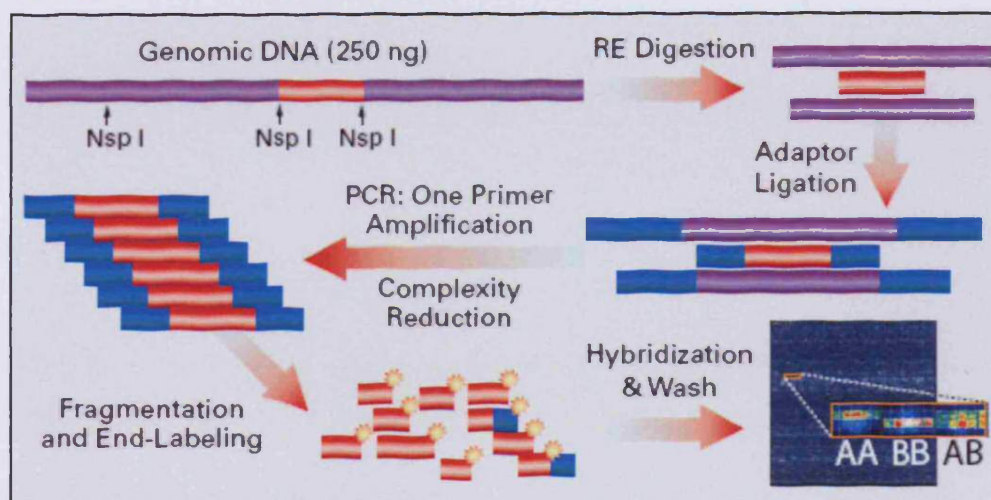 Genomic DNA (250 ng)
RE Digestion
Nsp I
Nsp I
Nsp I
Adaptor
Ligation
PCR: One Primer
Amplification
Complexity
Reduction
Hybridization
& Wash
Fragmentation
and End-Labeling
AA BB AB